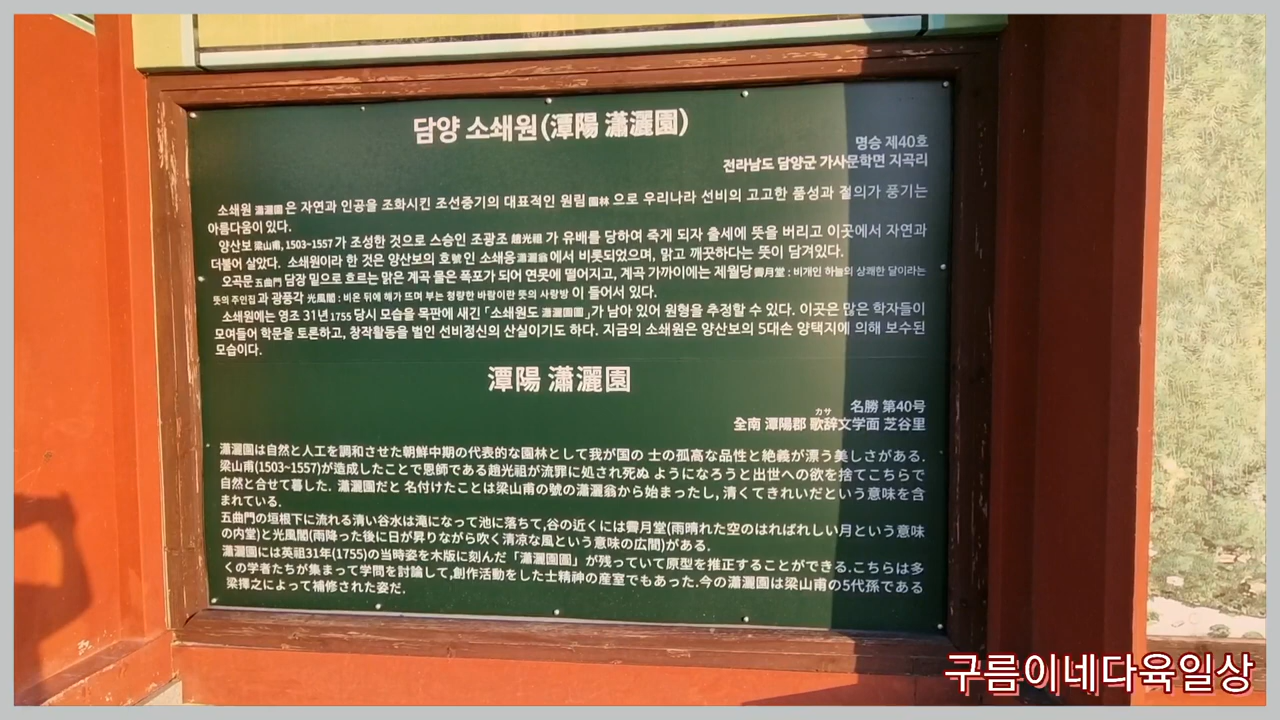 담양 소쇄원(潭陽 瀟灑園)
명승 제40호
전라남도 담양군 가사문학면 지곡리
소쇄원 瀟灑園 은 자연과 인공을 조화시킨 조선중기의 대표적인 원림 園林 으로 우리나라 선비의 고고한 품성과 절의가 풍기는
아름다움이 있다.
양산보 梁山甫, 1503~1557 가 조성한 것으로 스승인 조광조 趙光祖 가 유배를 당하여 죽게 되자 출세에 뜻을 버리고 이곳에서 자연과
더불어 살았다. 소쇄원이라 한 것은 양산보의 호號인 소쇄옹 瀟灑翁 에서 비롯되었으며, 맑고 깨끗하다는 뜻이 담겨있다.
오곡문 五曲門 담장 밑으로 흐르는 맑은 계곡 물은 폭포가 되어 연못에 떨어지고, 계곡 가까이에는 제월당 霽月堂 : 비개인 하늘의 상쾌한 달이라는
뜻의 주인집 과 광풍각 光風閣 : 비온 뒤에 해가 뜨며 부는 청량한 바람이란 뜻의 사랑방 이 들어서 있다.
소쇄원에는 영조 31년 1755 당시 모습을 목판에 새긴 「소쇄원도 瀟灑園圖」가 남아 있어 원형을 추정할 수 있다. 이곳은 많은 학자들이
모여들어 학문을 토론하고, 창작활동을 벌인 선비정신의 산실이기도 하다. 지금의 소쇄원은 양산보의 5대손 양택지에 의해 보수된
모습이다.
潭陽 瀟灑園
名勝 第40号
カサ
全南 潭陽郡 歌辞文学面 芝谷里
瀟灑園は自然と人工を調和させた朝鮮中期の代表的な園林として我が国の 士の孤高な品性と絶義が漂う美しさがある.
梁山甫(1503~1557)が造成したことで恩師である趙光祖が流罪に処され死ぬ ようになろうと出世への欲を捨てこちらで
自然と合せて暮した. 瀟灑園だと 名付けたことは梁山甫の號の瀟灑翁から始まったし, 清くてきれいだという意味を含
まれている.
五曲門の垣根下に流れる清い谷水は滝になって池に落ちて,谷の近くには霽月堂(雨晴れた空のはればれしい月という意味
の内堂)と光風閣(雨降った後に日が昇りながら吹く清凉な風という意味の広間)がある.
瀟灑園には英祖31年(1755)の当時姿を木版に刻んだ「瀟灑園圖」が残っていて原型を推正することができる.こちらは多
くの学者たちが集まって学問を討論して,創作活動をした士精神の産室でもあった.今の瀟灑園は梁山甫の5代孫である
梁擇之によって補修された姿だ.
구름이네다육일상